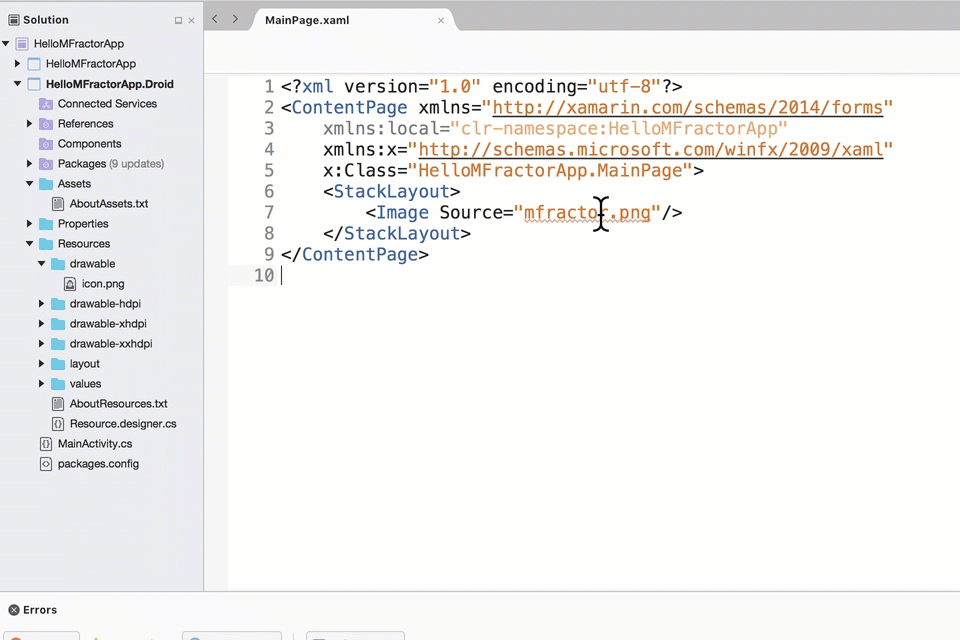 Solution
MainPage.xaml
HelloMFractorApp
HelloMFractorApp
HelloMFractorApp.Droid
Connected Services
References
Components
Packages (9 updates)
Assets
AboutAssets.txt
Properties
Resources
drawable
icon.png
drawable-hdpi
drawable-xhdpi
drawable-xxhdpi
layout
values
AboutResources.txt
Resource.designer.cs
MainActivity.cs
packages.config
1 <?xml version="1.0" encoding="utf-8"?>
2 <ContentPage xmlns="http://xamarin.com/schemas/2014/forms"
3 xmlns:local="clr-namespace:HelloMFractorApp"
4 xmlns:x="http://schemas.microsoft.com/winfx/2009/xaml"
5 x:Class="HelloMFractorApp.MainPage">
6 <StackLayout>
7 <Image Source="mfractor.png"/>
8 </StackLayout>
9 </ContentPage>
10
Errors